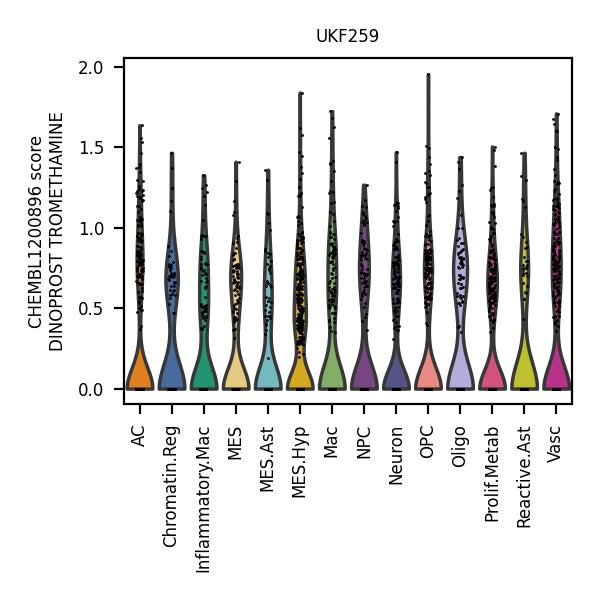 UKF259
CHEMBL1200896 score
DINOPROST TROMETHAMINE
2.0
1.5
1.0
0.5
0.0
AC
Chromatin.Reg
Inflammatory.Mac
MES
MES.Ast
MES.Hyp
Mac
NPC
Neuron
OPC
Oligo
Prolif.Metab
Reactive.Ast
Vasc